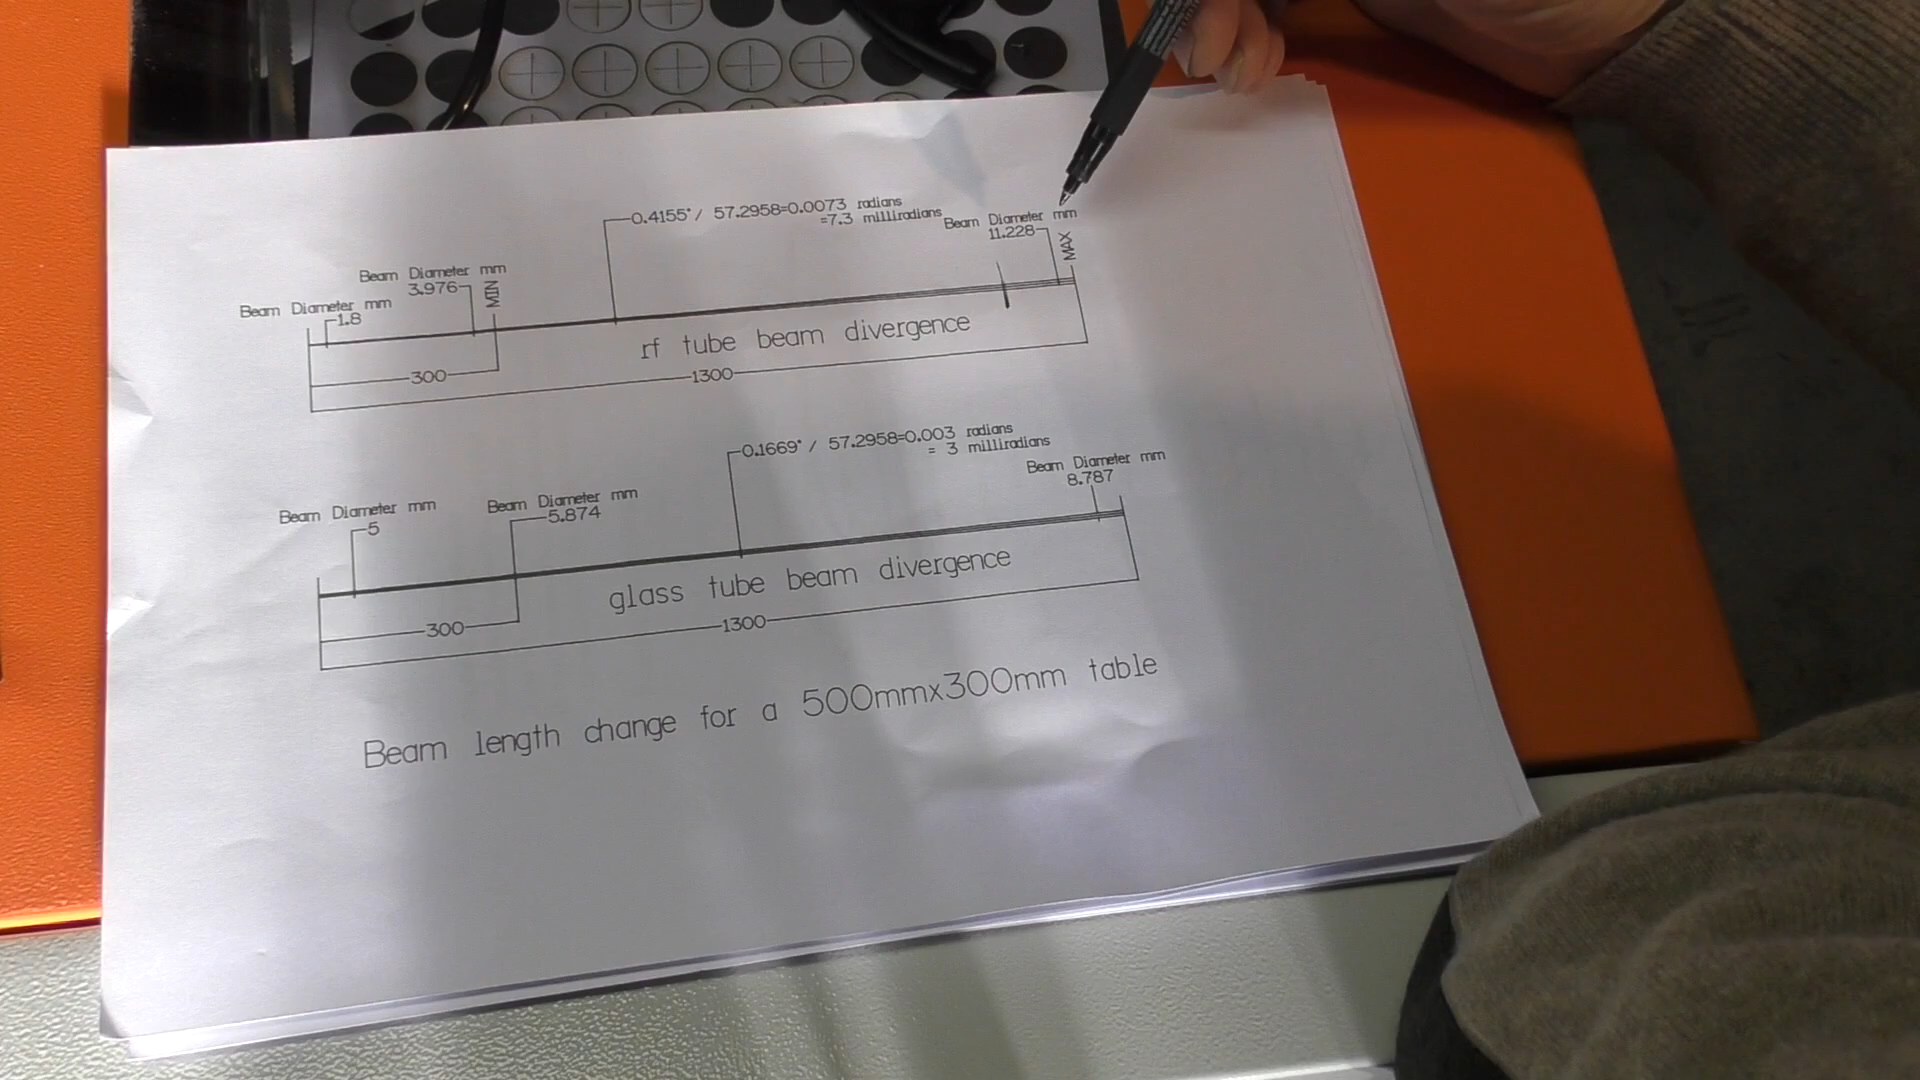 0.4155°/ 57.2958=0.0073 radians
=7.3 milliradians
Beam Diameter mm
11.228
MAX
Beam Diameter mm
3.976
MIN
Beam Diameter mm
1.8
rf tube beam divergence
300
1300
0.1669°/ 57.2958=0.003 radians
= 3 milliradians
Beam Diameter mm
8.787
Beam Diameter mm
5.874
Beam Diameter mm
5
glass tube beam divergence
300
1300
Beam length change for a 500mmx300mm table